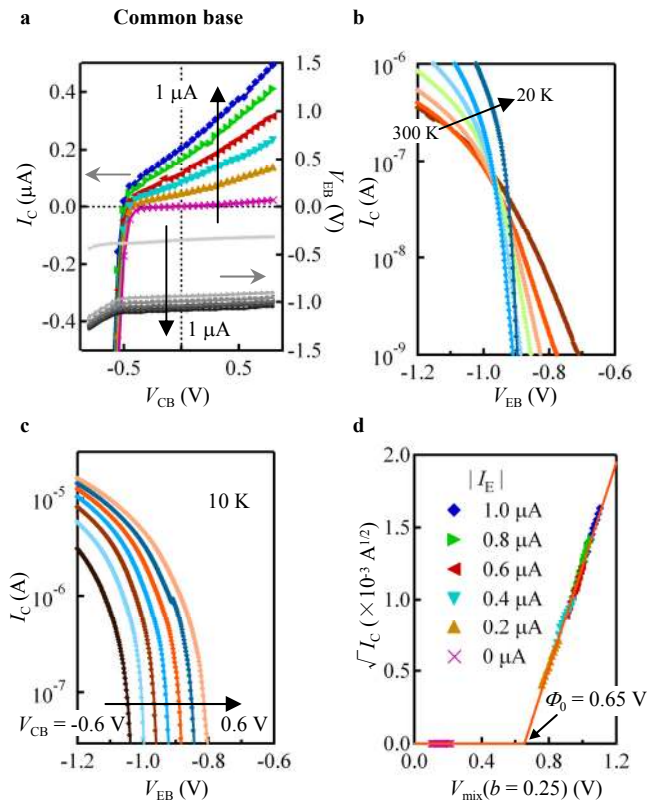 a Common base
1.5
1.0
0.5
0.0
-0.5
-1.0
-1.5
V_EB (V)
0.4
0.2
0.0
-0.2
-0.4
I_C (µA)
1 µA
1 µA
-0.5 0.5
V_CB (V)
b
10^-6
10^-7
10^-8
10^-9
I_C (A)
20 K
300 K
-1.2 -1.0 -0.8 -0.6
V_EB (V)
c
10 K
10^-5
10^-6
10^-7
I_C (A)
V_CB = -0.6 V 0.6 V
-1.2 -1.0 -0.8 -0.6
V_EB (V)
d
2.0
1.5
1.0
0.5
0.0
√I_C (×10^-3 A^1/2)
|I_E|
1.0 µA
0.8 µA
0.6 µA
0.4 µA
0.2 µA
0 µA
Φ_0 = 0.65 V
0.0 0.4 0.8 1.2
V_mix(b = 0.25) (V)